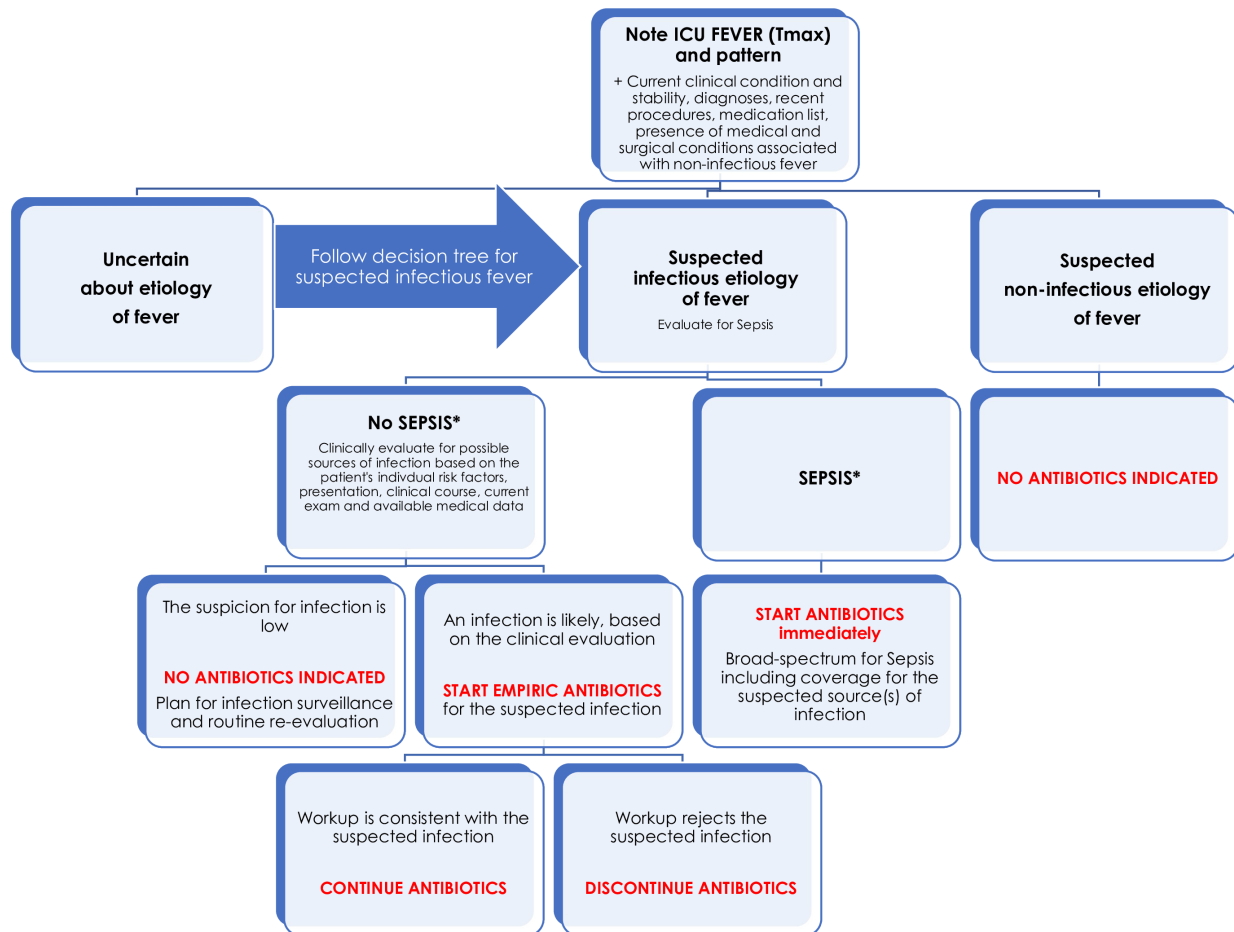 Note ICU FEVER (Tmax)
and pattern
+ Current clinical condition and
stability, diagnoses, recent
procedures, medication list,
presence of medical and
surgical conditions associated
with non-infectious fever
Uncertain
about etiology
of fever
Follow decision tree for
suspected infectious fever
Suspected
infectious etiology
of fever
Evaluate for Sepsis
Suspected
non-infectious etiology
of fever
No SEPSIS*
Clinically evaluate for possible
sources of infection based on the
patient's indivdual risk factors,
presentation, clinical course, current
exam and available medical data
SEPSIS*
NO ANTIBIOTICS INDICATED
The suspicion for infection is
low
NO ANTIBIOTICS INDICATED
Plan for infection surveillance
and routine re-evaluation
An infection is likely, based
on the clinical evaluation
START EMPIRIC ANTIBIOTICS
for the suspected infection
START ANTIBIOTICS
immediately
Broad-spectrum for Sepsis
including coverage for the
suspected source(s) of
infection
Workup is consistent with the
suspected infection
CONTINUE ANTIBIOTICS
Workup rejects the
suspected infection
DISCONTINUE ANTIBIOTICS